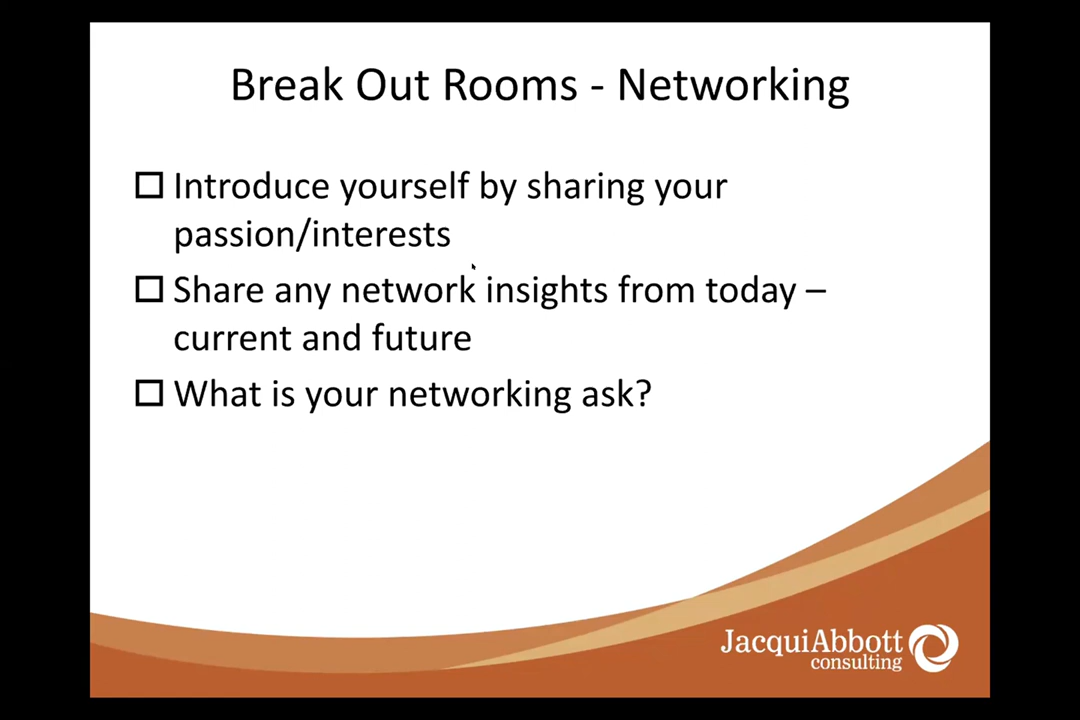 Break Out Rooms - Networking
Introduce yourself by sharing your
passion/interests
Share any network insights from today –
current and future
What is your networking ask?
JacquiAbbott
consulting